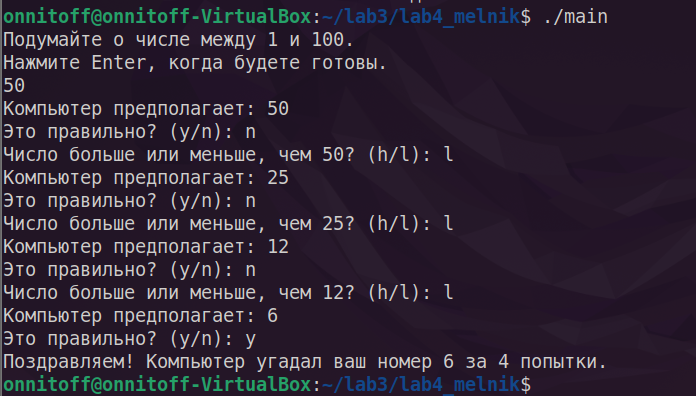 onnitoff@onnitoff-VirtualBox:~/lab3/lab4_melnik$ ./main
Подумайте о числе между 1 и 100.
Нажмите Enter, когда будете готовы.
50
Компьютер предполагает: 50
Это правильно? (y/n): n
Число больше или меньше, чем 50? (h/l): l
Компьютер предполагает: 25
Это правильно? (y/n): n
Число больше или меньше, чем 25? (h/l): l
Компьютер предполагает: 12
Это правильно? (y/n): n
Число больше или меньше, чем 12? (h/l): l
Компьютер предполагает: 6
Это правильно? (y/n): y
Поздравляем! Компьютер угадал ваш номер 6 за 4 попытки.
onnitoff@onnitoff-VirtualBox:~/lab3/lab4_melnik$